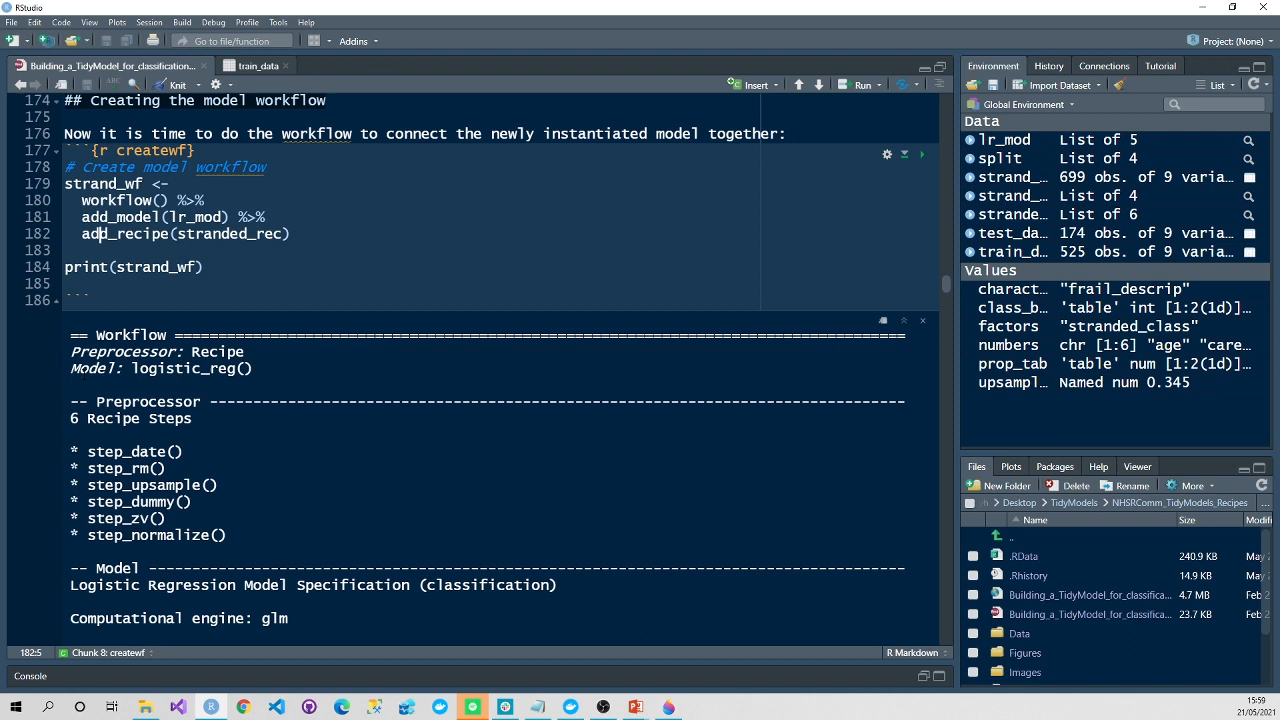 RStudio
File Edit Code View Plots Session Build Debug Profile Tools Help
Go to file/function Addins Project: (None)
Building_a_TidyModel_for_classification... train_data
Knit Insert Run
174 ## Creating the model workflow
175
176 Now it is time to do the workflow to connect the newly instantiated model together:
177 ```{r createwf}
178 # Create model workflow
179 strand_wf <-
180 workflow() %>%
181 add_model(lr_mod) %>%
182 add_recipe(stranded_rec)
183
184 print(strand_wf)
185
186 ```
== Workflow ====================================================================================
Preprocessor: Recipe
Model: logistic_reg()
-- Preprocessor ------------------------------------------------------------------------------------
6 Recipe Steps
* step_date()
* step_rm()
* step_upsample()
* step_dummy()
* step_zv()
* step_normalize()
-- Model -------------------------------------------------------------------------------------------
Logistic Regression Model Specification (classification)
Computational engine: glm
182:5 Chunk 8: createwf R Markdown
Console
Environment History Connections Tutorial
Import Dataset List
Global Environment
Data
lr_mod List of 5
split List of 4
strand_... 699 obs. of 9 varia...
strand_... List of 4
strande... List of 6
test_da... 174 obs. of 9 varia...
train_d... 525 obs. of 9 varia...
Values
charact... "frail_descrip"
class_b... 'table' int [1:2(1d)]...
factors "stranded_class"
numbers chr [1:6] "age" "care...
prop_tab 'table' num [1:2(1d)]...
upsampl... Named num 0.345
Files Plots Packages Help Viewer
New Folder Delete Rename More
h Desktop TidyModels NHSRComm_TidyModels_Recipes ...
Name Size Modifi
..
.RData 240.9 KB May
.Rhistory 14.9 KB May
Building_a_TidyModel_for_classifica... 4.7 MB Feb
Building_a_TidyModel_for_classifica... 23.7 KB Feb
Data
Figures
Images
15:59
21/05/2021